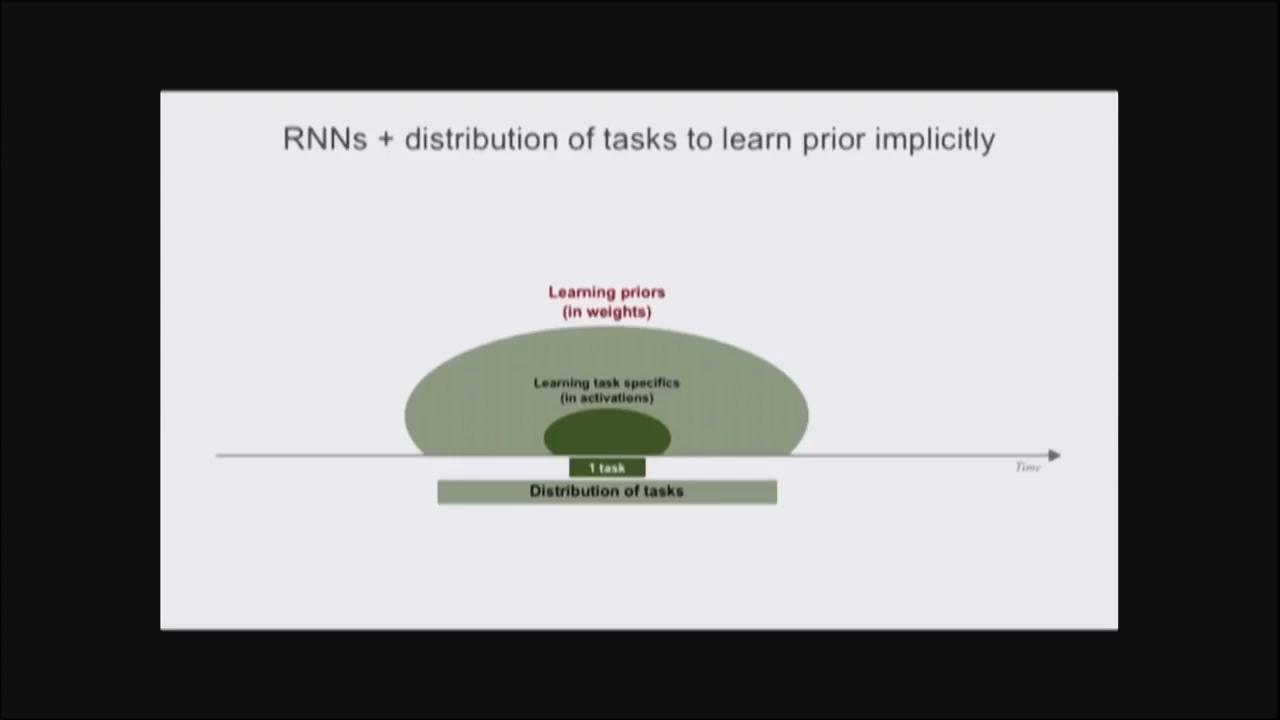 RNNs + distribution of tasks to learn prior implicitly
Learning priors
(in weights)
Learning task specifics
(in activations)
1 task
Time
Distribution of tasks